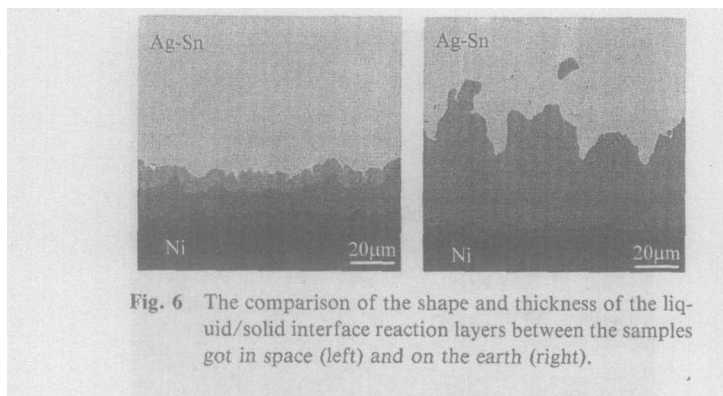 Ag-Sn
Ni
20μm
Ag-Sn
Ni
20μm
Fig. 6 The comparison of the shape and thickness of the liq-
uid/solid interface reaction layers between the samples
got in space (left) and on the earth (right).